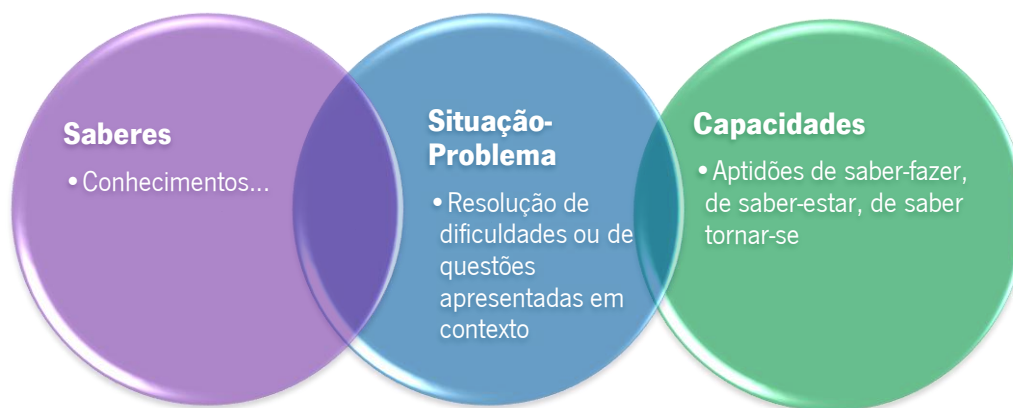 Saberes
•Conhecimentos...
Situação-
Problema
•Resolução de
dificuldades ou de
questões
apresentadas em
contexto
Capacidades
•Aptidões de saber-fazer,
de saber-estar, de saber
tornar-se